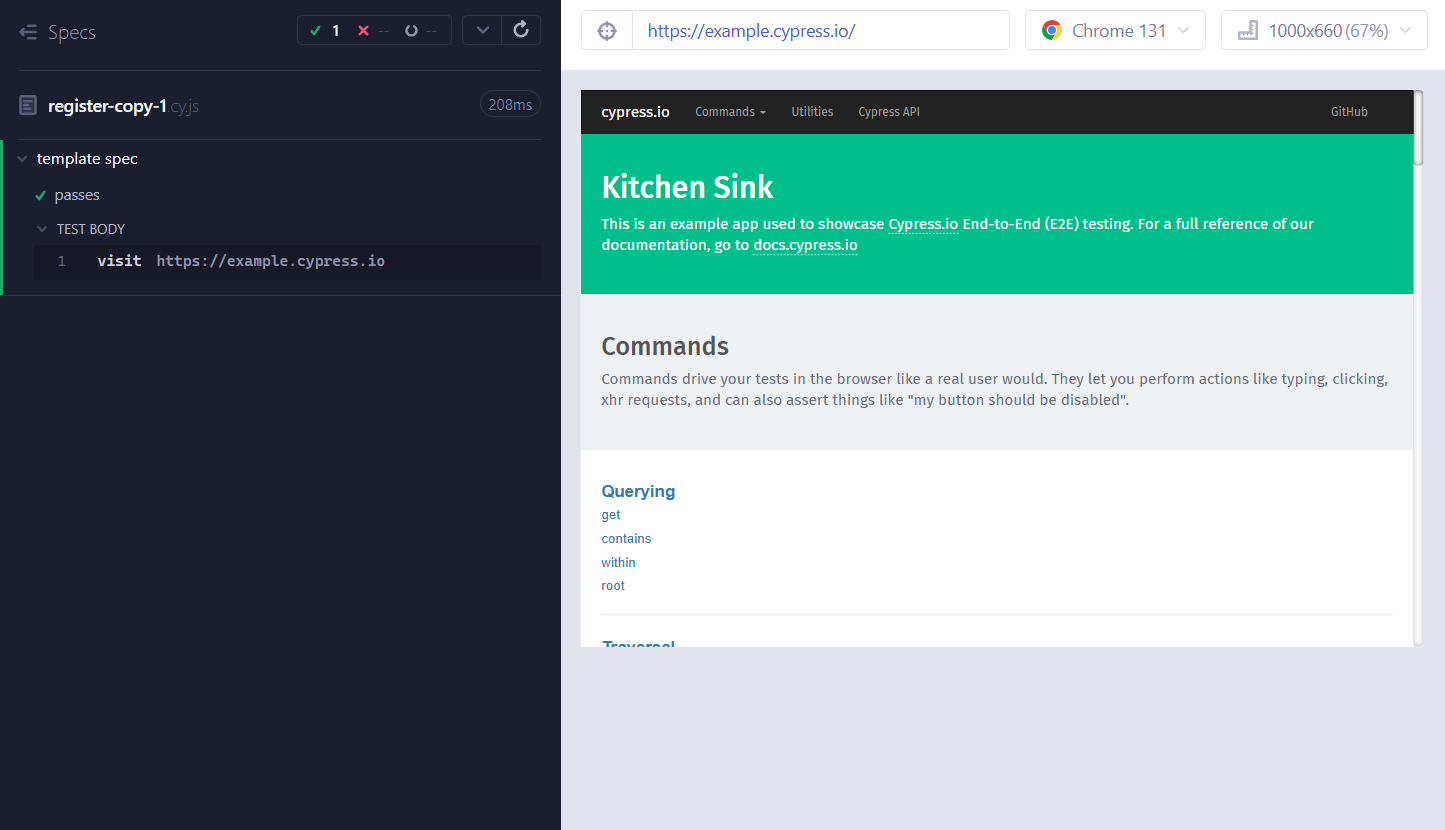 Specs
1 -- --
register-copy-1.cy.js 208ms
template spec
passes
TEST BODY
1 visit https://example.cypress.io
https://example.cypress.io/
Chrome 131
1000x660 (67%)
cypress.io Commands Utilities Cypress API GitHub
Kitchen Sink
This is an example app used to showcase Cypress.io End-to-End (E2E) testing. For a full reference of our
documentation, go to docs.cypress.io
Commands
Commands drive your tests in the browser like a real user would. They let you perform actions like typing, clicking,
xhr requests, and can also assert things like "my button should be disabled".
Querying
get
contains
within
root
Traversal